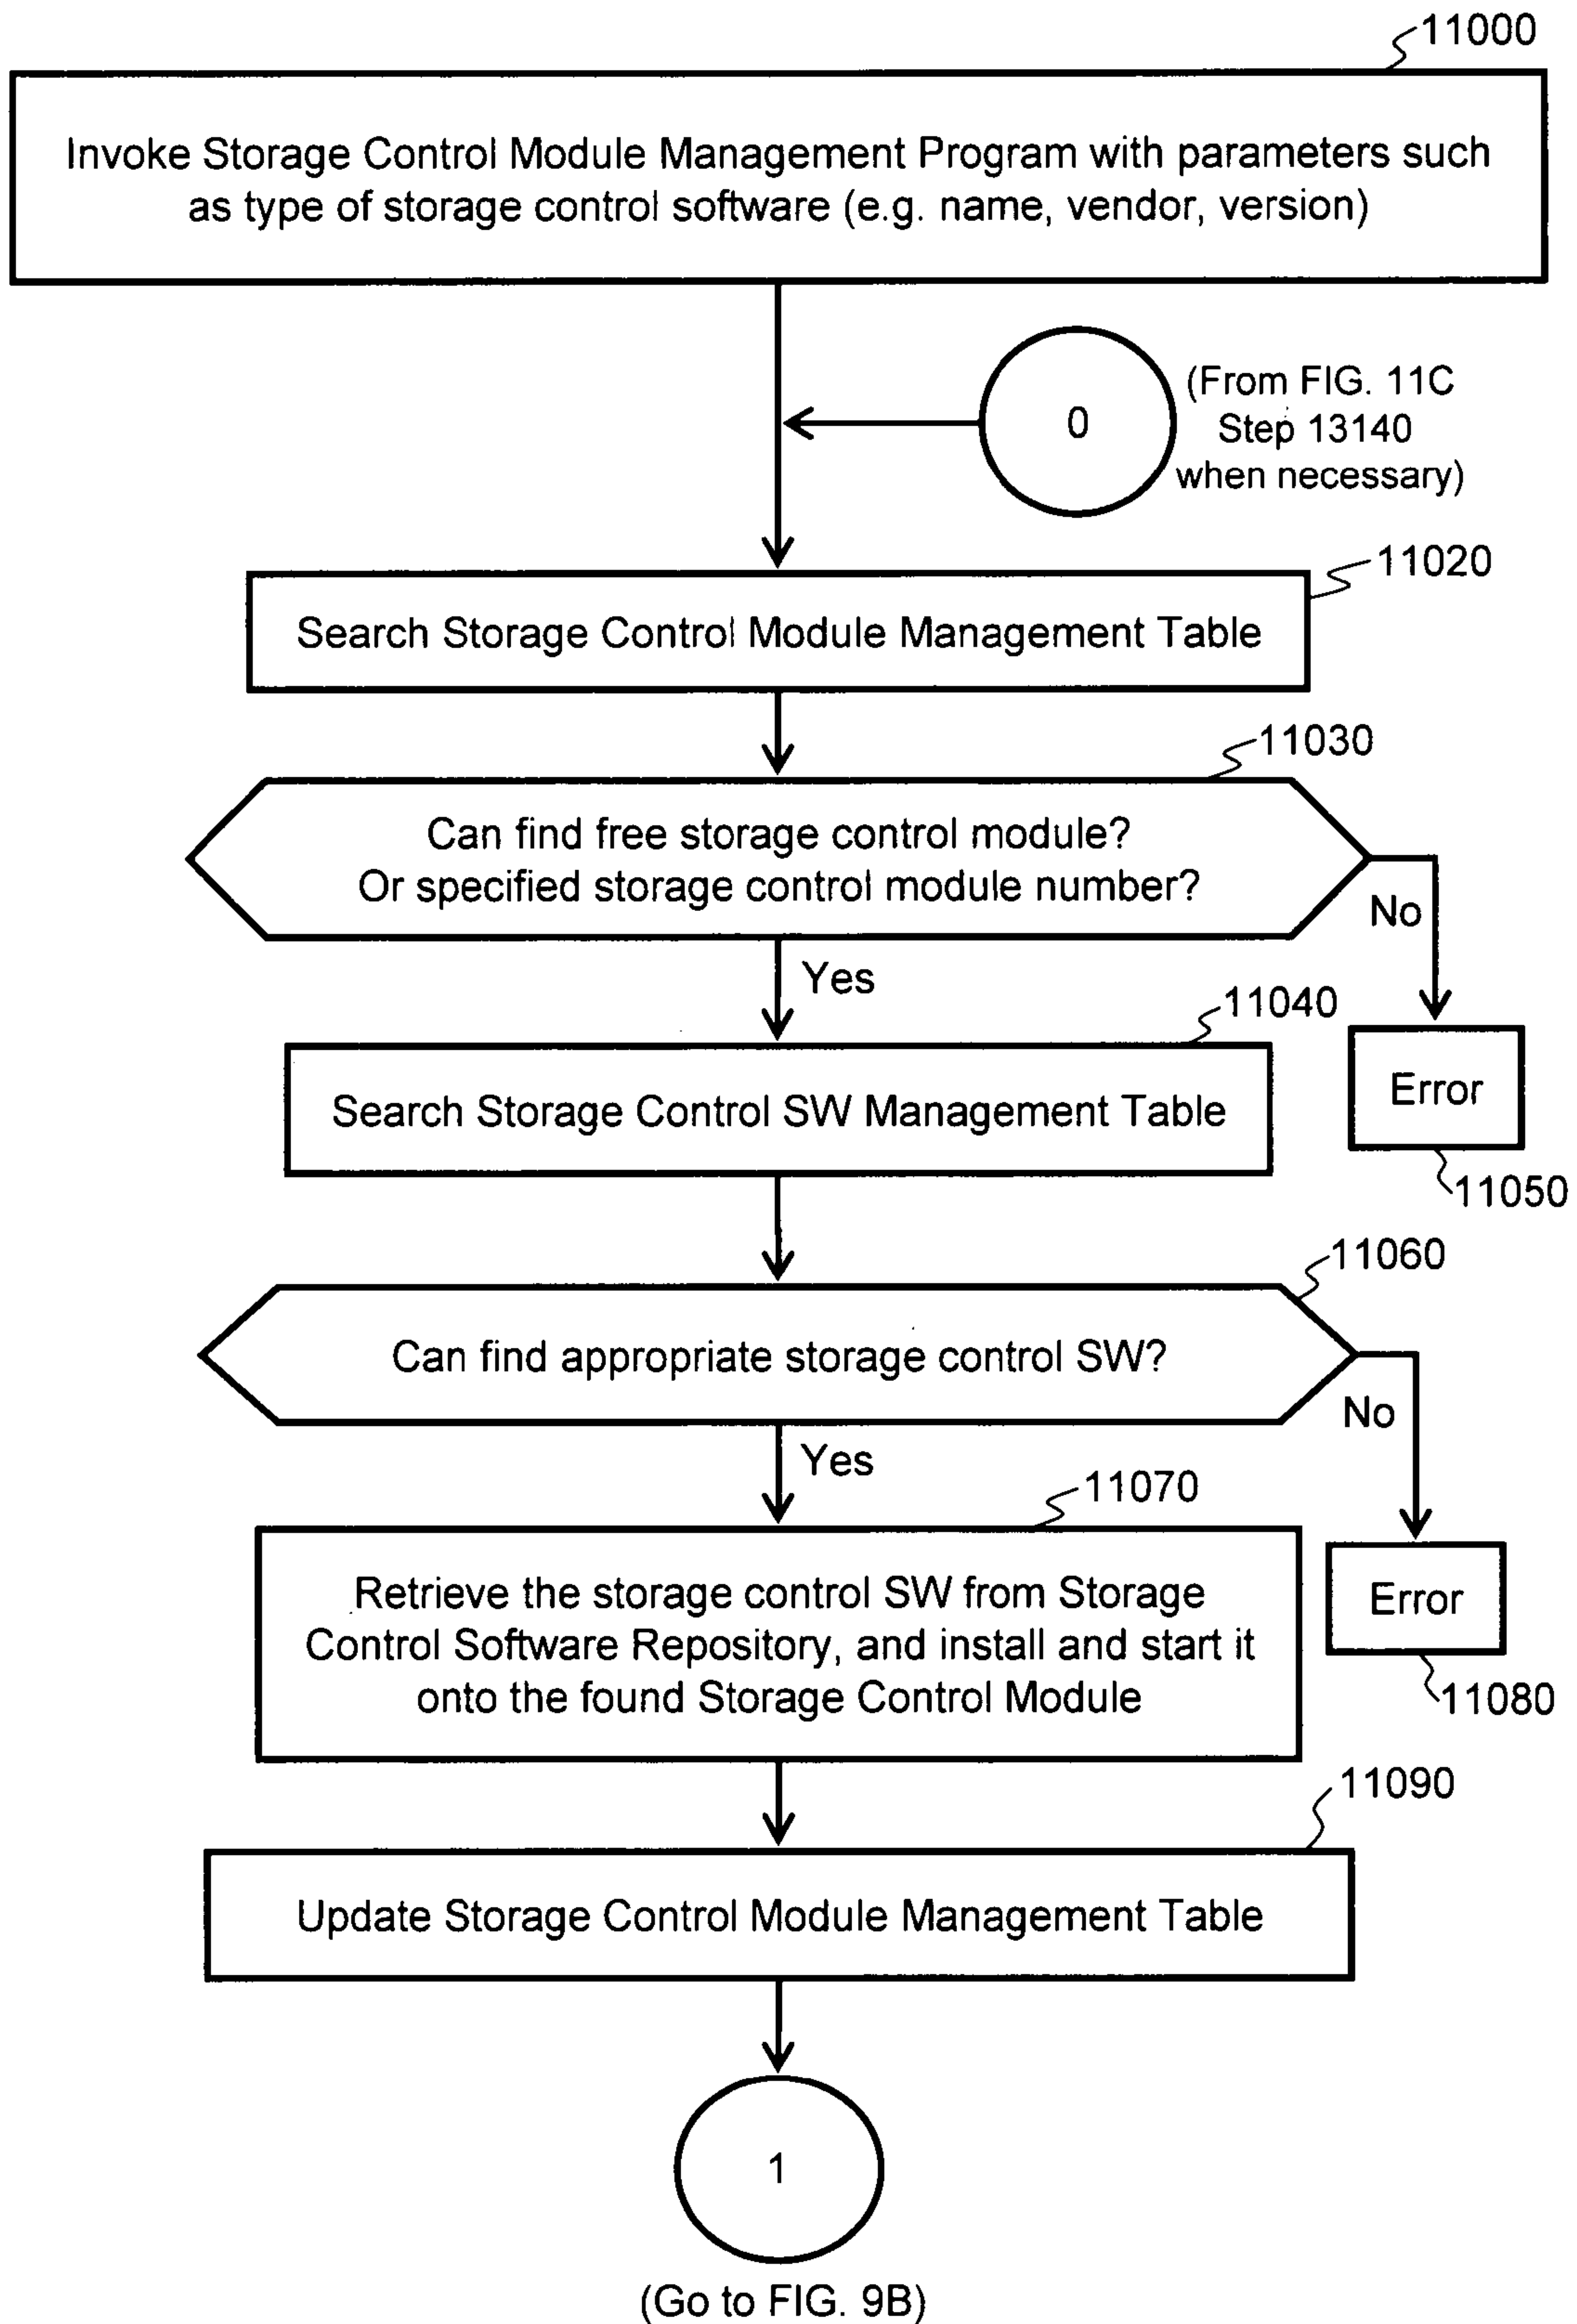 11000
Invoke Storage Control Module Management Program with parameters such
as type of storage control software (e.g. name, vendor, version)
0
(From FIG. 11C
Step 13140
when necessary)
11020
Search Storage Control Module Management Table
11030
Can find free storage control module?
Or specified storage control module number?
No
Yes
11040
Search Storage Control SW Management Table
Error
11050
11060
Can find appropriate storage control SW?
No
Yes
11070
Retrieve the storage control SW from Storage
Control Software Repository, and install and start it
onto the found Storage Control Module
Error
11080
11090
Update Storage Control Module Management Table
1
(Go to FIG. 9B)